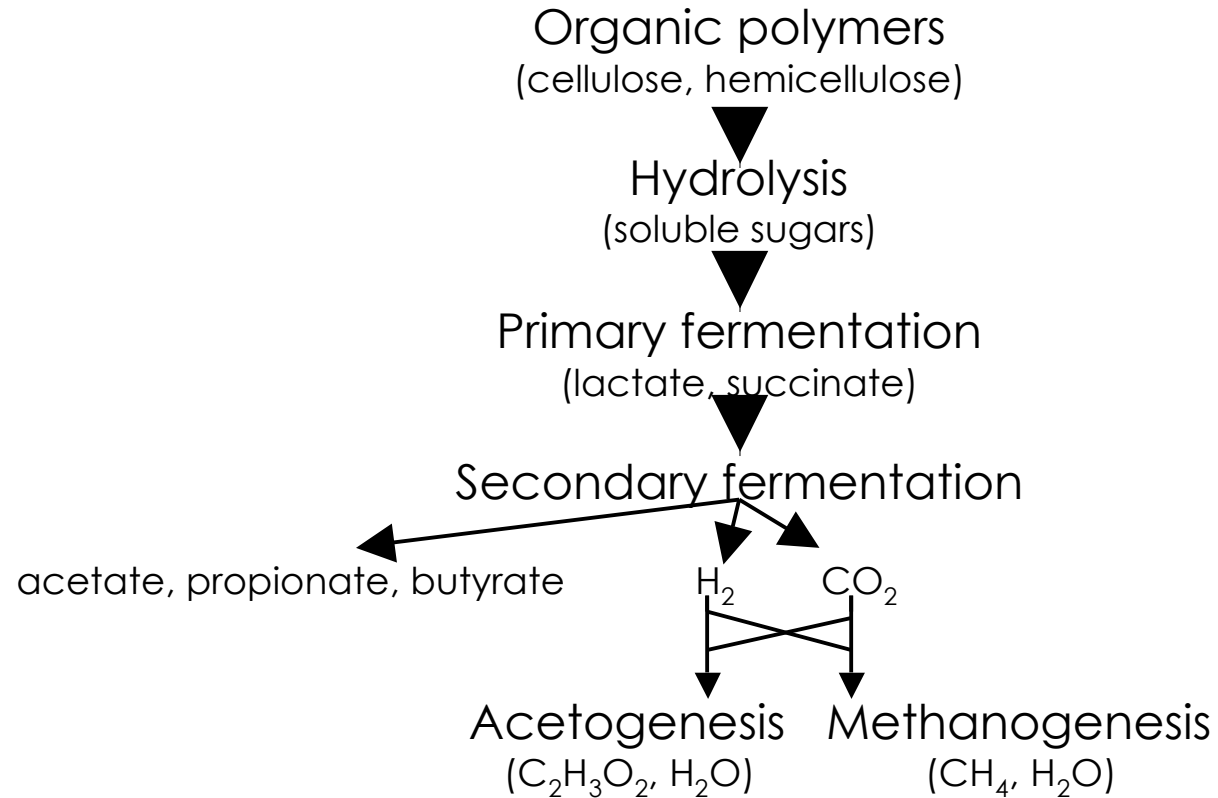 Organic polymers
(cellulose, hemicellulose)
Hydrolysis
(soluble sugars)
Primary fermentation
(lactate, succinate)
Secondary fermentation
acetate, propionate, butyrate
H₂
CO₂
Acetogenesis
(C₂H₃O₂, H₂O)
Methanogenesis
(CH₄, H₂O)